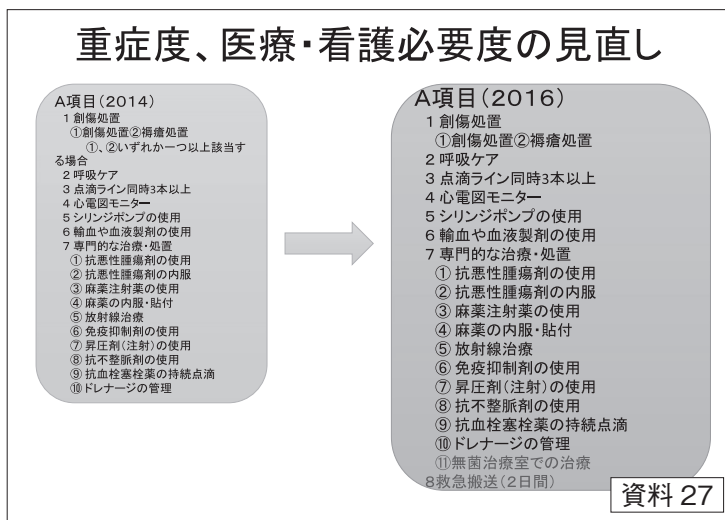 重症度、医療・看護必要度の見直し
A項目(2014)
1 創傷処置
①創傷処置②褥瘡処置
①、②いずれか一つ以上該当す
る場合
2 呼吸ケア
3 点滴ライン同時3本以上
4 心電図モニター
5 シリンジポンプの使用
6 輸血や血液製剤の使用
7 専門的な治療・処置
① 抗悪性腫瘍剤の使用
② 抗悪性腫瘍剤の内服
③ 麻薬注射薬の使用
④ 麻薬の内服・貼付
⑤ 放射線治療
⑥ 免疫抑制剤の使用
⑦ 昇圧剤(注射)の使用
⑧ 抗不整脈剤の使用
⑨ 抗血栓塞栓薬の持続点滴
⑩ ドレナージの管理
A項目(2016)
1 創傷処置
①創傷処置②褥瘡処置
2 呼吸ケア
3 点滴ライン同時3本以上
4 心電図モニター
5 シリンジポンプの使用
6 輸血や血液製剤の使用
7 専門的な治療・処置
① 抗悪性腫瘍剤の使用
② 抗悪性腫瘍剤の内服
③ 麻薬注射薬の使用
④ 麻薬の内服・貼付
⑤ 放射線治療
⑥ 免疫抑制剤の使用
⑦ 昇圧剤(注射)の使用
⑧ 抗不整脈剤の使用
⑨ 抗血栓塞栓薬の持続点滴
⑩ ドレナージの管理
⑪ 無菌治療室での治療
8 救急搬送(2日間)
資料 27